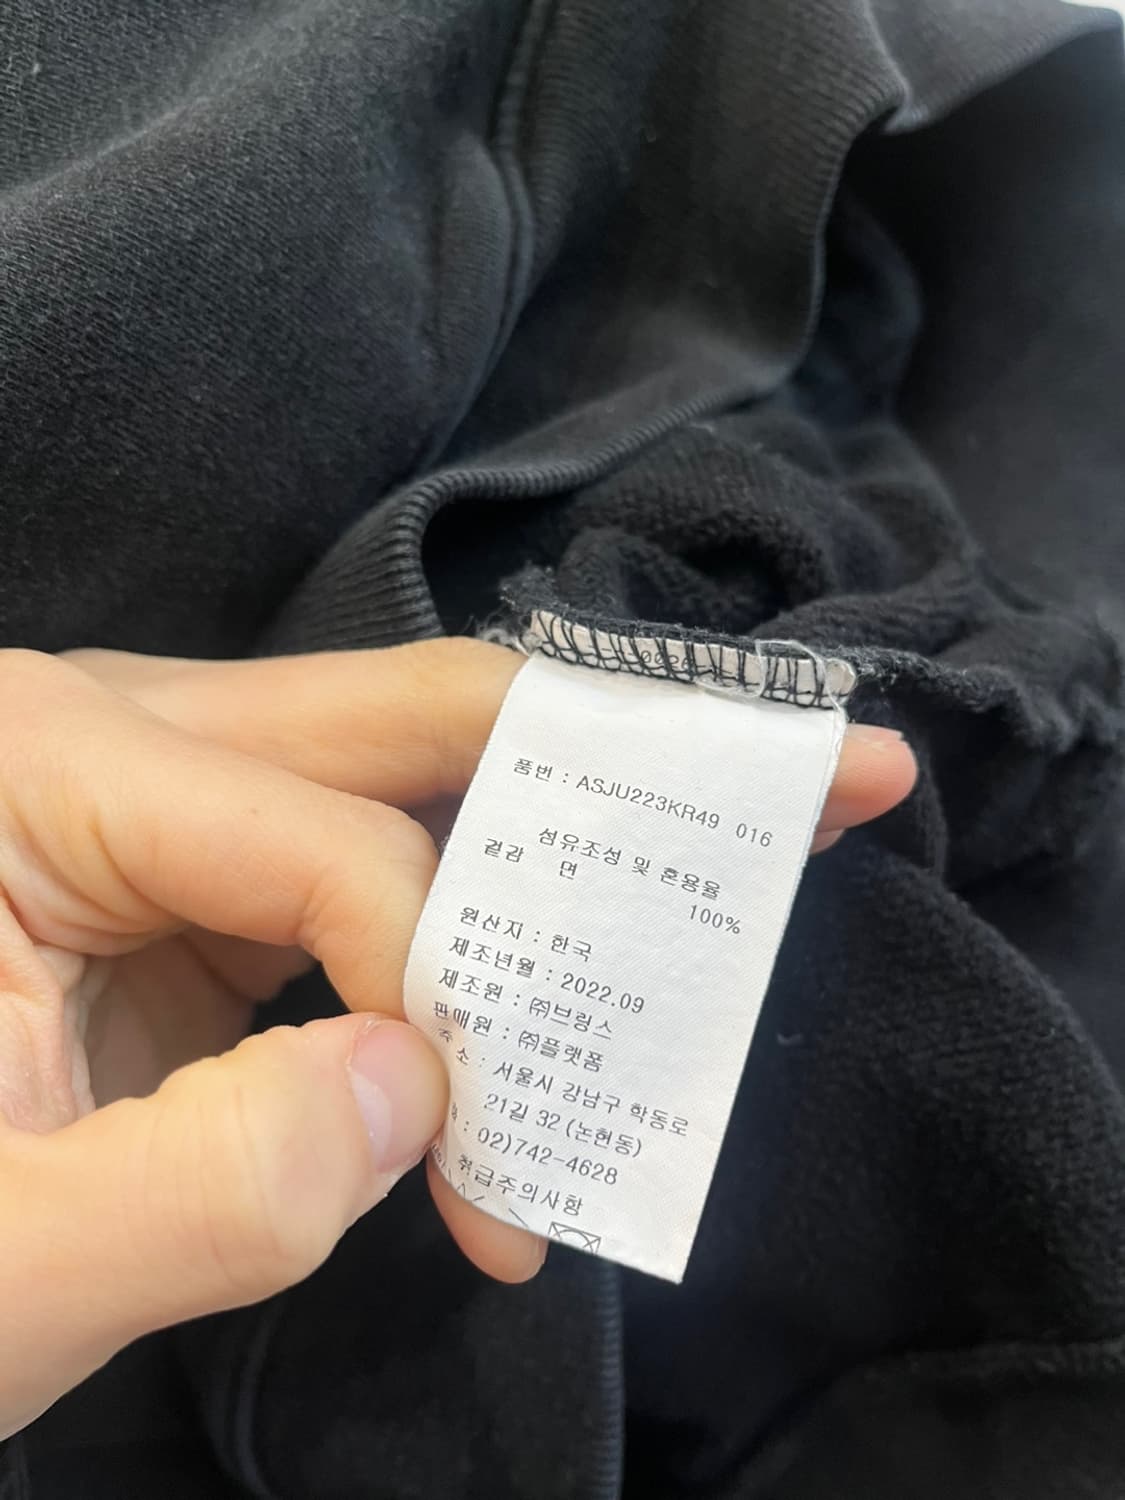 품번 : ASJU223KR49 016
섬유조성 및 혼용율
겉감 면 100%
원산지 : 한국
제조년월 : 2022.09
제조원 : ㈜브링스
판매원 : ㈜플랫폼
주 소 : 서울시 강남구 학동로
21길 32 (논현동)
: 02)742-4628
취급주의사항